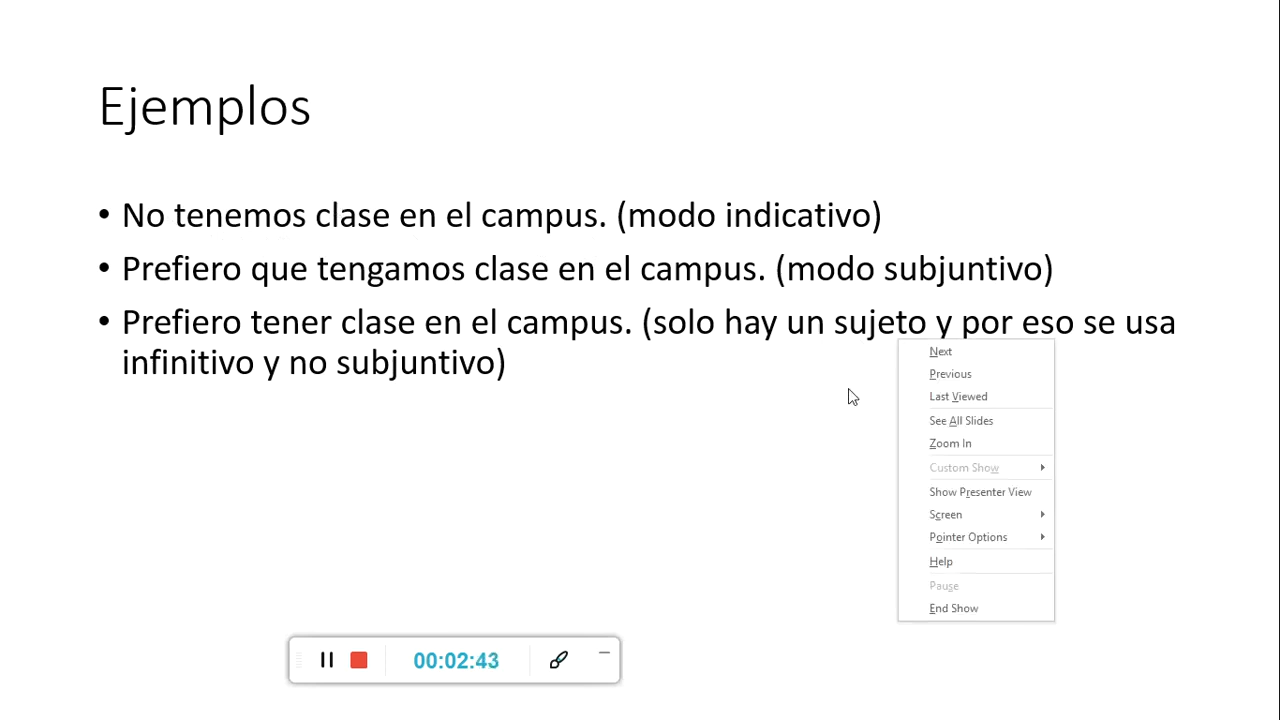 Ejemplos
• No tenemos clase en el campus. (modo indicativo)
• Prefiero que tengamos clase en el campus. (modo subjuntivo)
• Prefiero tener clase en el campus. (solo hay un sujeto y por eso se usa
infinitivo y no subjuntivo)
Next
Previous
Last Viewed
See All Slides
Zoom In
Custom Show
Show Presenter View
Screen
Pointer Options
Help
Pause
End Show
00:02:43